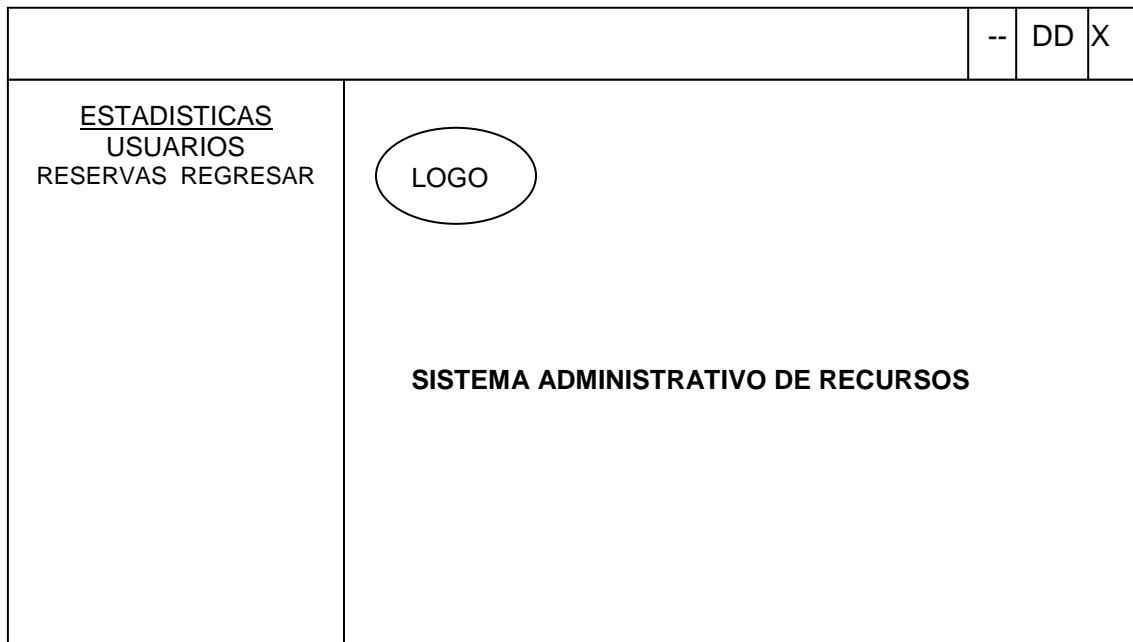 -- DD X
ESTADISTICAS
USUARIOS
RESERVAS REGRESAR
LOGO
SISTEMA ADMINISTRATIVO DE RECURSOS